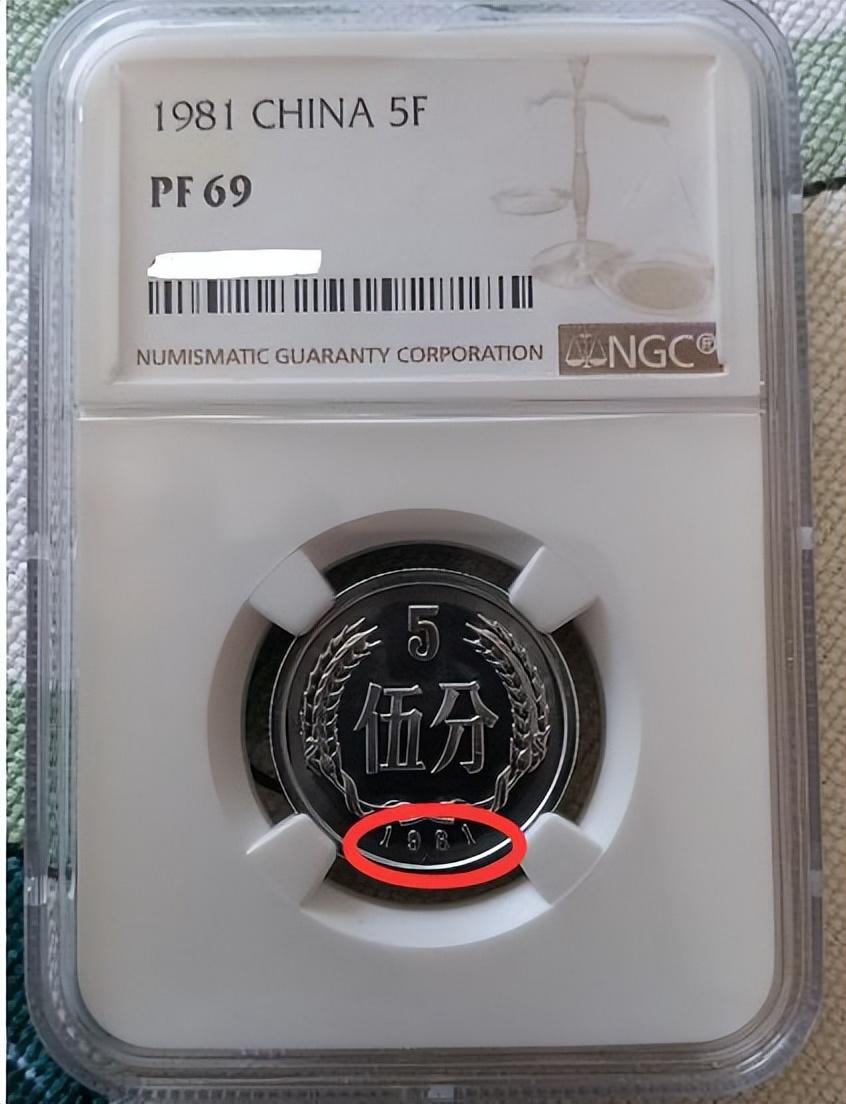 1981 CHINA 5F
PF 69
NUMISMATIC GUARANTY CORPORATION
NGC®
5
伍分
1981